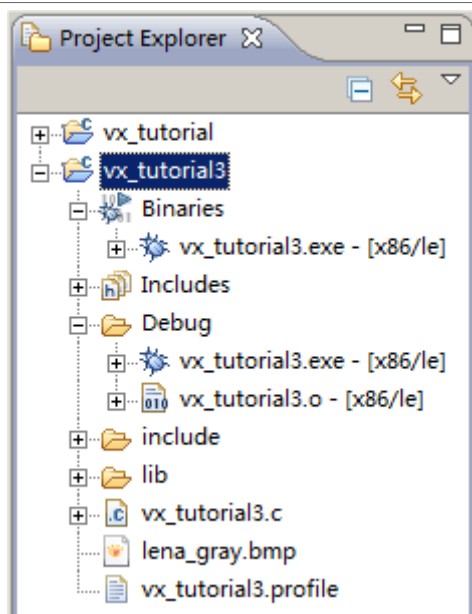 Project Explorer
vx_tutorial
vx_tutorial3
Binaries
vx_tutorial3.exe - [x86/le]
Includes
Debug
vx_tutorial3.exe - [x86/le]
vx_tutorial3.o - [x86/le]
include
lib
vx_tutorial3.c
lena_gray.bmp
vx_tutorial3.profile